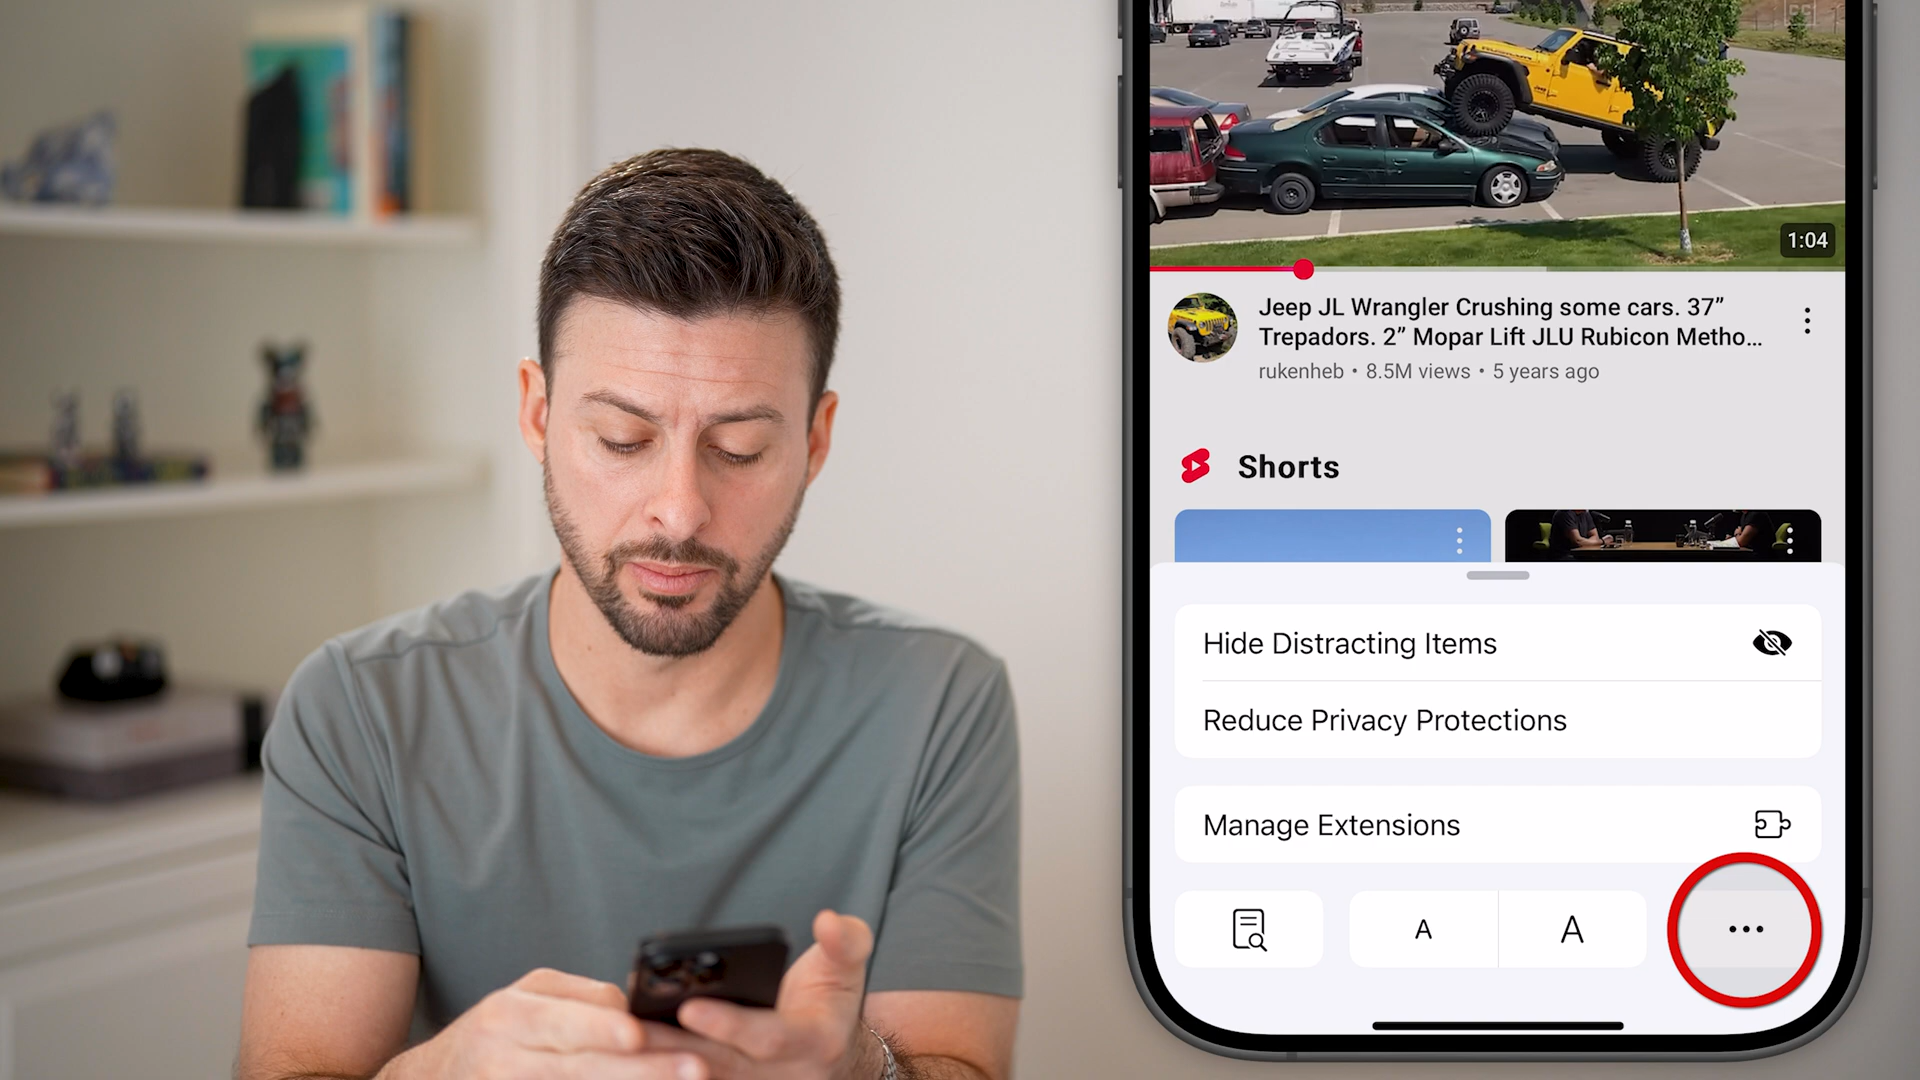 1:04
Jeep JL Wrangler Crushing some cars. 37”
Trepadors. 2” Mopar Lift JLU Rubicon Metho...
rukenheb • 8.5M views • 5 years ago
Shorts
Hide Distracting Items
Reduce Privacy Protections
Manage Extensions
A A